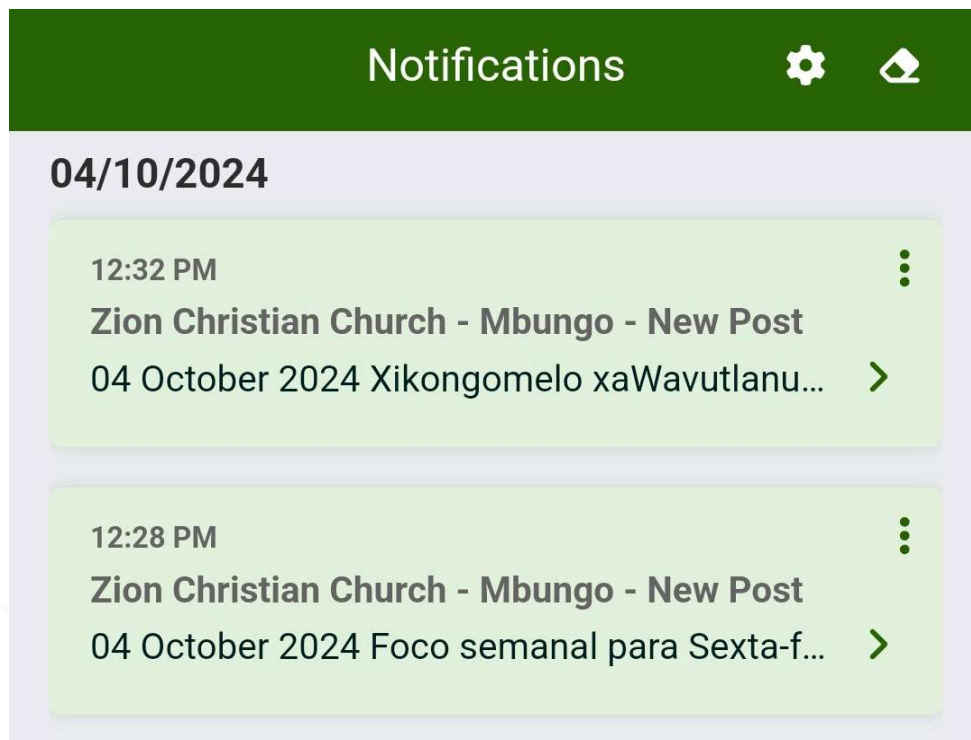 Notifications
04/10/2024
12:32 PM
Zion Christian Church - Mbungo - New Post
04 October 2024 Xikongomelo xaWavutlanu...
12:28 PM
Zion Christian Church - Mbungo - New Post
04 October 2024 Foco semanal para Sexta-f...